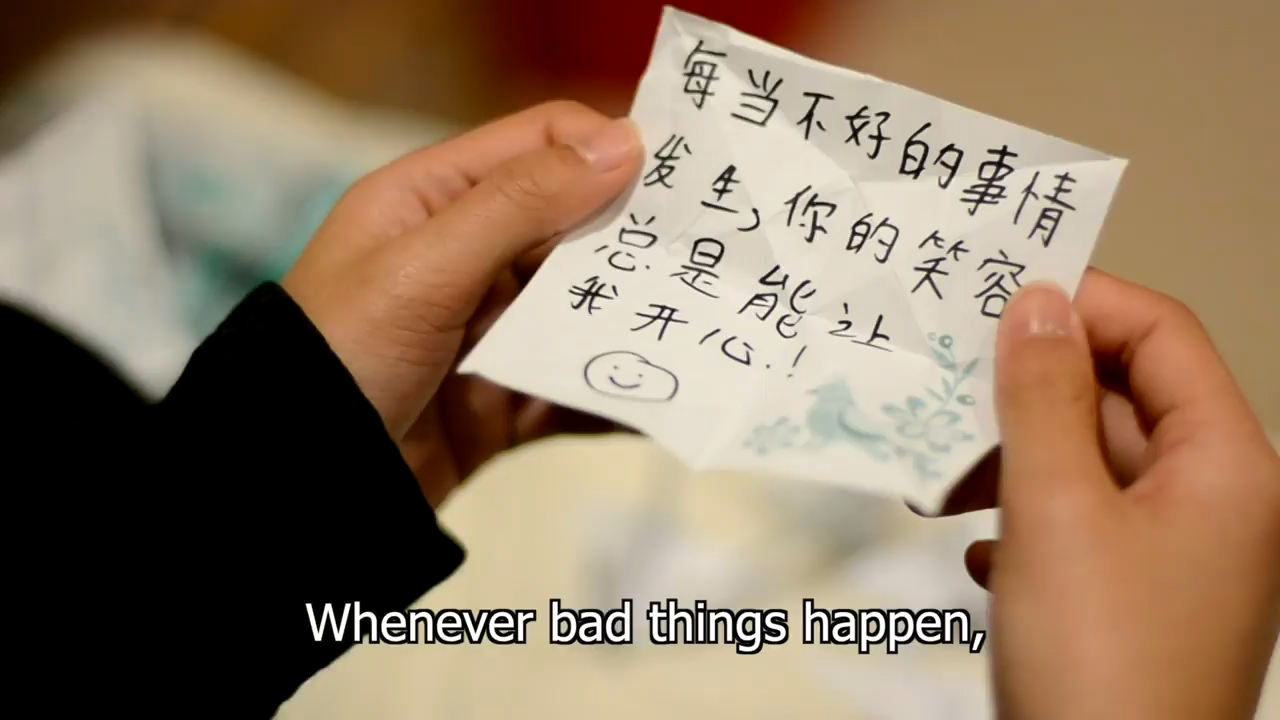 每当不好的事情
发生,你的笑容
总是能让
我开心!
Whenever bad things happen,